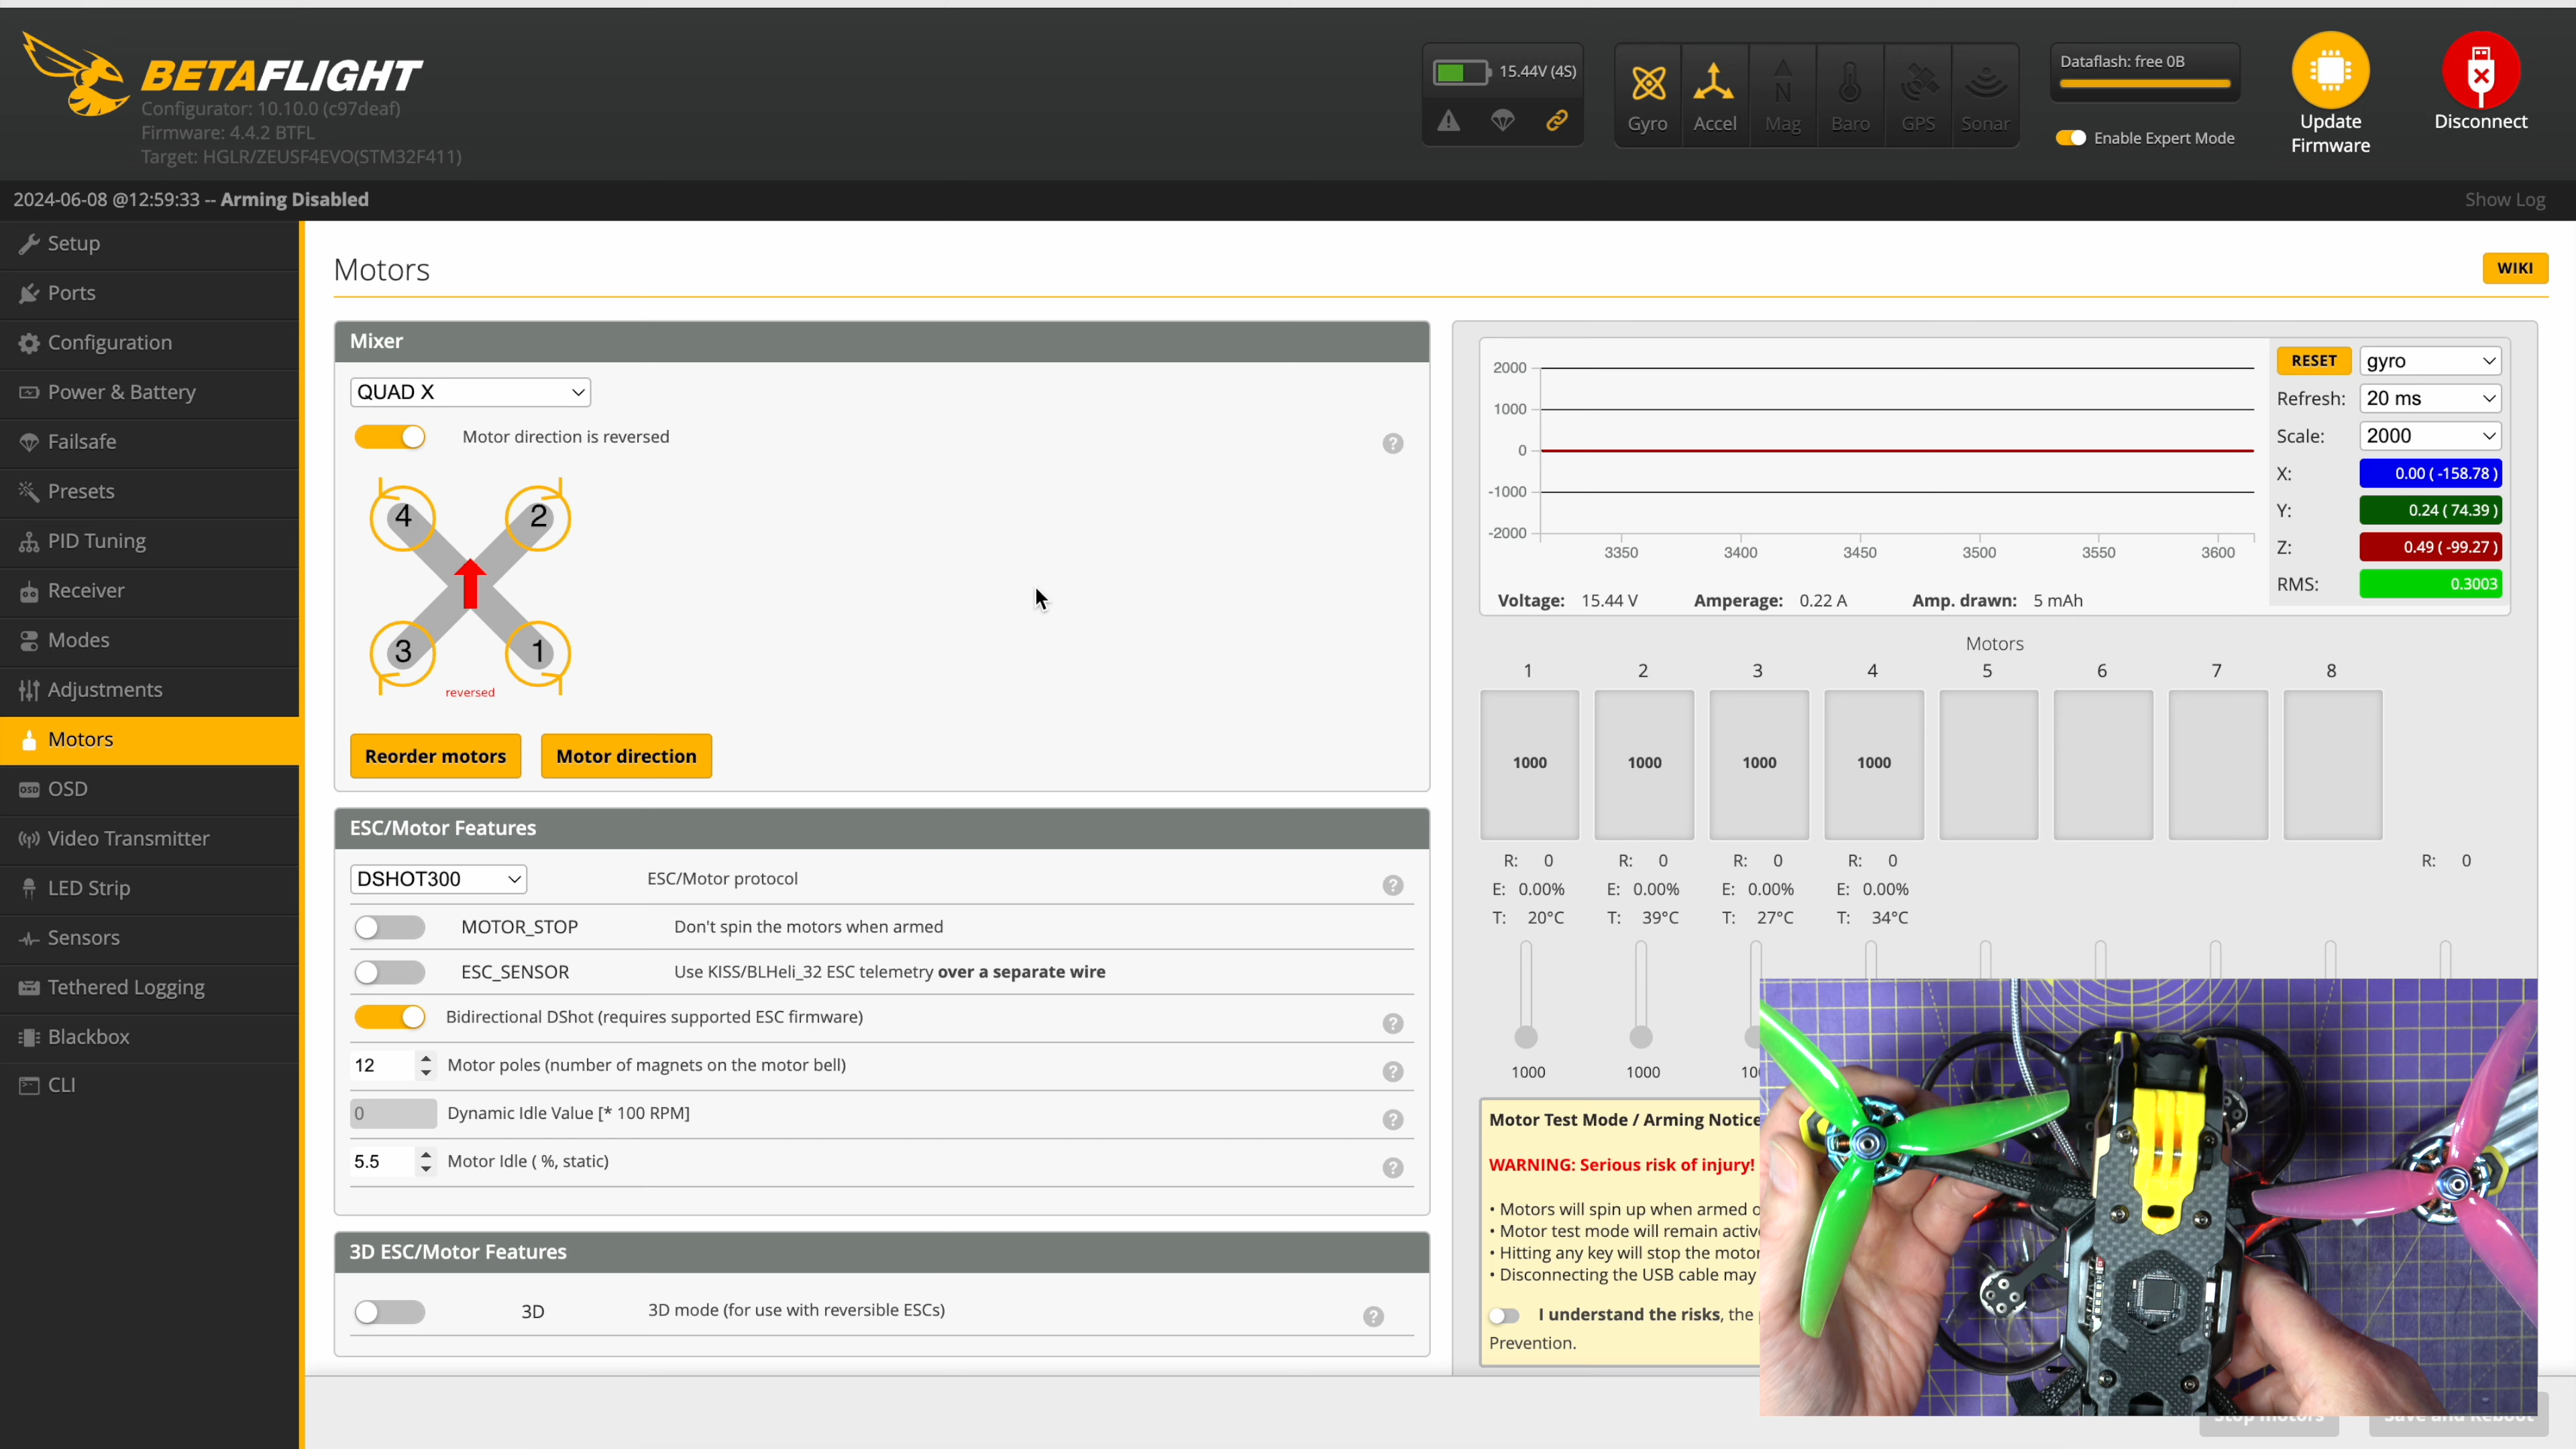 BETAFLIGHT
Configurator: 10.10.0 (c97deaf)
Firmware: 4.4.2 BTFL
Target: HGLR/ZEUSF4EVO(STM32F411)
15.44V (4S)
Gyro Accel Mag Baro GPS Sonar
Dataflash: free 0B
Enable Expert Mode
Update
Firmware
Disconnect
2024-06-08 @12:59:33 -- Arming Disabled
Show Log
Setup
Ports
Configuration
Power & Battery
Failsafe
Presets
PID Tuning
Receiver
Modes
Adjustments
Motors
OSD
Video Transmitter
LED Strip
Sensors
Tethered Logging
Blackbox
CLI
Motors
WIKI
Mixer
QUAD X
Motor direction is reversed
?
4 2
3 1
reversed
Reorder motors Motor direction
ESC/Motor Features
DSHOT300 ESC/Motor protocol ?
MOTOR_STOP Don't spin the motors when armed
ESC_SENSOR Use KISS/BLHeli_32 ESC telemetry over a separate wire
Bidirectional DShot (requires supported ESC firmware) ?
12 Motor poles (number of magnets on the motor bell) ?
0 Dynamic Idle Value [* 100 RPM] ?
5.5 Motor Idle ( %, static) ?
3D ESC/Motor Features
3D 3D mode (for use with reversible ESCs) ?
2000
1000
0
-1000
-2000
3350 3400 3450 3500 3550 3600
Voltage: 15.44 V Amperage: 0.22 A Amp. drawn: 5 mAh
RESET gyro
Refresh: 20 ms
Scale: 2000
X: 0.00 ( -158.78 )
Y: 0.24 ( 74.39 )
Z: 0.49 ( -99.27 )
RMS: 0.3003
Motors
1 2 3 4 5 6 7 8
1000 1000 1000 1000
R: 0 R: 0 R: 0 R: 0 R: 0
E: 0.00% E: 0.00% E: 0.00% E: 0.00%
T: 20°C T: 39°C T: 27°C T: 34°C
1000 1000
Motor Test Mode / Arming Notice
WARNING: Serious risk of injury!
• Motors will spin up when armed
• Motor test mode will remain
• Hitting any key will stop the
• Disconnecting the USB cable may
I understand the risks, the
Prevention.
Stop motors Save and Reboot